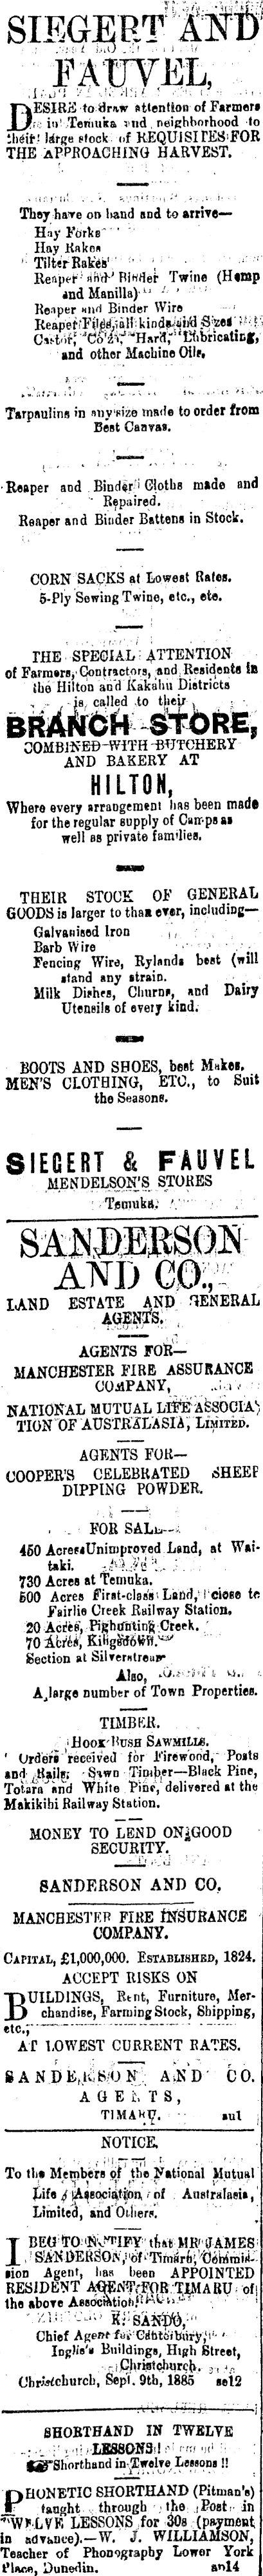 SIEGERT AND
FAUVEL,
DESIRE to draw attention of Farmers
in Temuka and neighborhood to
their large stock of REQUISITES FOR
THE APPROACHING HARVEST.
They have on hand and to arrive—
Hay Forks
Hay Rakes
Tilter Rakes
Reaper and Binder Twine (Hemp
and Manilla)
Reaper and Binder Wire
Reaper Files, all kinds and Sizes
Castor, Colza, Hard, Lubricating,
and other Machine Oils,
Tarpaulins in any size made to order from
Best Canvas.
Reaper and Binder Cloths made and
Repaired.
Reaper and Binder Battens in Stock.
CORN SACKS at Lowest Rates.
5-Ply Sewing Twine, etc., etc.
THE SPECIAL ATTENTION
of Farmers, Contractors, and Residents in
the Hilton and Kakahu Districts
is called to their
BRANCH STORE,
COMBINED WITH BUTCHERY
AND BAKERY AT
HILTON,
Where every arrangement has been made
for the regular supply of Camps as
well as private families.
THEIR STOCK OF GENERAL
GOODS is larger to than ever, including—
Galvanised Iron
Barb Wire
Fencing Wire, Rylands best (will
stand any strain.
Milk Dishes, Churns, and Dairy
Utensils of every kind.
BOOTS AND SHOES, best Makes.
MEN'S CLOTHING, ETC., to Suit
the Seasons.
SIEGERT & FAUVEL
MENDELSON'S STORES
Temuka.
SANDERSON
AND CO.,
LAND ESTATE AND GENERAL
AGENTS.
AGENTS FOR—
MANCHESTER FIRE ASSURANCE
COMPANY,
NATIONAL MUTUAL LIFE ASSOCIA
TION OF AUSTRALASIA, LIMITED.
AGENTS FOR—
COOPER'S CELEBRATED SHEEP
DIPPING POWDER.
FOR SALE—
450 Acres Unimproved Land, at Wai-
taki.
730 Acres at Temuka.
500 Acres First-class Land, close to
Fairlie Creek Railway Station.
20 Acres, Pighunting Creek.
70 Acres, Kingsdown.
Section at Silverstream
Also,
A large number of Town Properties.
TIMBER.
HOOK BUSH SAWMILLS.
Orders received for Firewood, Posts
and Rails; Sawn Timber—Black Pine,
Totara and White Pine, delivered at the
Makikihi Railway Station.
MONEY TO LEND ON GOOD
SECURITY.
SANDERSON AND CO.
MANCHESTER FIRE INSURANCE
COMPANY.
CAPITAL, £1,000,000. ESTABLISHED, 1824.
ACCEPT RISKS ON
BUILDINGS, Rent, Furniture, Mer-
chandise, Farming Stock, Shipping,
etc.,
AT LOWEST CURRENT RATES.
SANDERSON AND CO.
AGENTS,
TIMARU. au1
NOTICE.
To the Members of the National Mutual
Life Association of Australasia,
Limited, and Others.
I BEG TO NOTIFY that MR JAMES
SANDERSON, of Timaru, Commis-
sion Agent, has been APPOINTED
RESIDENT AGENT FOR TIMARU of
the above Association.
K. SANDO,
Chief Agent for Canterbury,
Inglis's Buildings, High Street,
Christchurch.
Christchurch, Sept. 9th, 1885 se12
SHORTHAND IN TWELVE
LESSONS!
Shorthand in Twelve Lessons !!
PHONETIC SHORTHAND (Pitman's)
taught through the Post in
TWELVE LESSONS for 30s (payment
in advance).—W. J. WILLIAMSON,
Teacher of Phonography Lower York
Place, Dunedin. an14